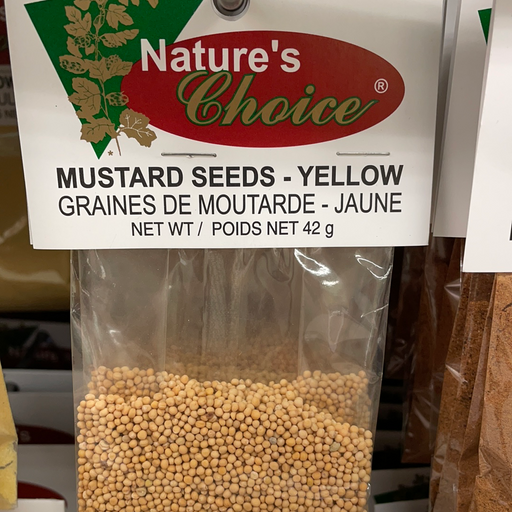 Nature's
Choice®
MUSTARD SEEDS - YELLOW
GRAINES DE MOUTARDE - JAUNE
NET WT / POIDS NET 42 g